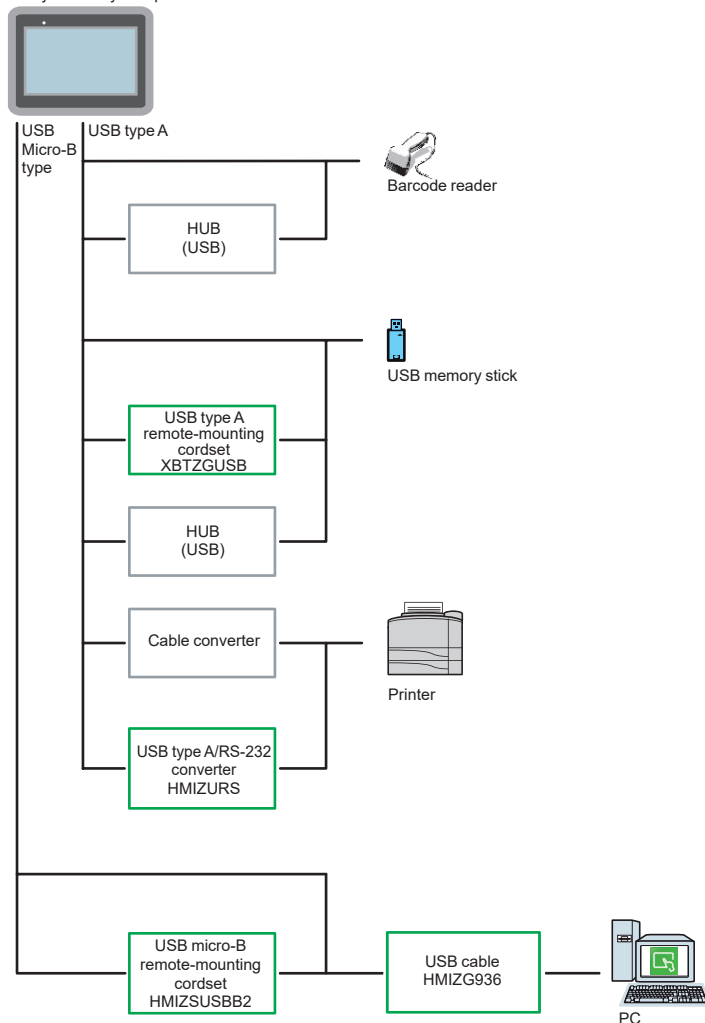 USB
Micro-B
type
USB type A
Barcode reader
HUB
(USB)
USB memory stick
USB type A
remote-mounting
cordset
XBTZGUSB
HUB
(USB)
Cable converter
Printer
USB type A/RS-232
converter
HMIZURS
USB micro-B
remote-mounting
cordset
HMIZSUSBB2
USB cable
HMIZG936
PC